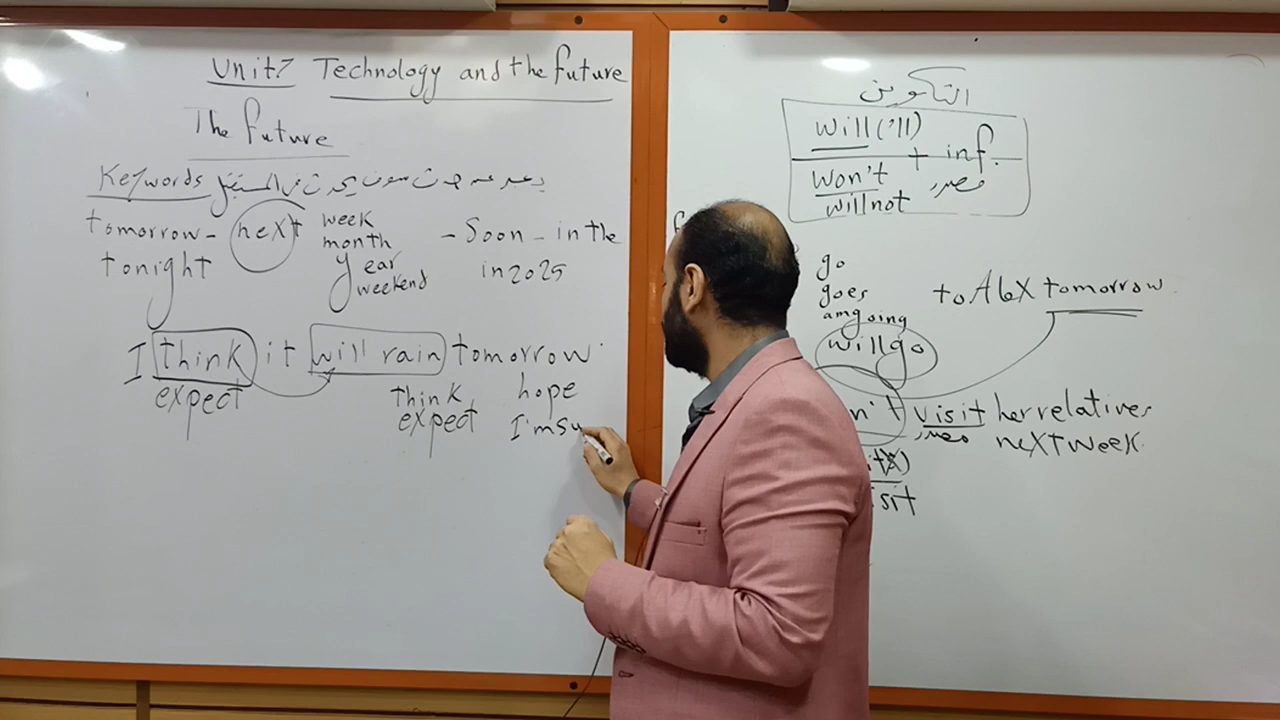 Unit7 Technology and the future
The future
Keywords
tomorrow - next week - Soon - in the
month
tonight year in 2025
weekend
I think it will rain tomorrow.
expect think hope
expect I'm su
التكوين
will ('ll)
+ inf.
won't مصدر
will not
go
goes to Alex tomorrow.
am going
will go
n't visit her relatives
مصدر next week.
sit